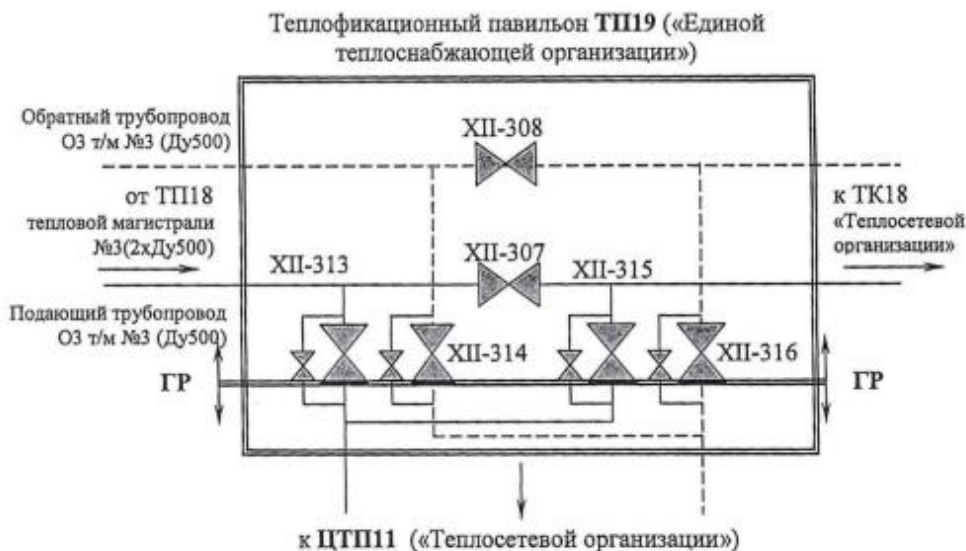 Теплофикационный павильон ТП19 («Единой
теплоснабжающей организации»)
Обратный трубопровод
ОЗ т/м №3 (Ду500)
XII-308
от ТП18
тепловой магистрали
№3(2хДу500)
к ТК18
«Теплосетевой
организации»
XII-313
XII-307
XII-315
Подающий трубопровод
ОЗ т/м №3 (Ду500)
XII-314
XII-316
ГР
ГР
к ЦТП11 («Теплосетевой организации»)